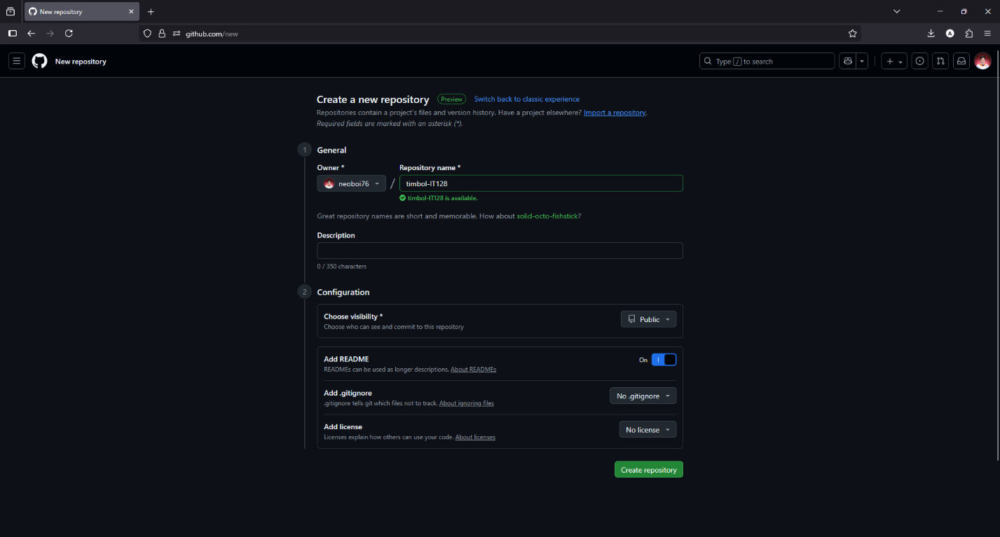 New repository
github.com/new
New repository
Type / to search
Create a new repository Preview Switch back to classic experience
Repositories contain a project's files and version history. Have a project elsewhere? Import a repository.
Required fields are marked with an asterisk (*).
1 General
Owner * Repository name *
neoboi76 / timbol-IT128
timbol-IT128 is available.
Great repository names are short and memorable. How about solid-octo-fishstick?
Description
0 / 350 characters
2 Configuration
Choose visibility *
Choose who can see and commit to this repository
Public
Add README
READMEs can be used as longer descriptions. About READMEs
On
Add .gitignore
.gitignore tells git which files not to track. About ignoring files
No .gitignore
Add license
Licenses explain how others can use your code. About licenses
No license
Create repository